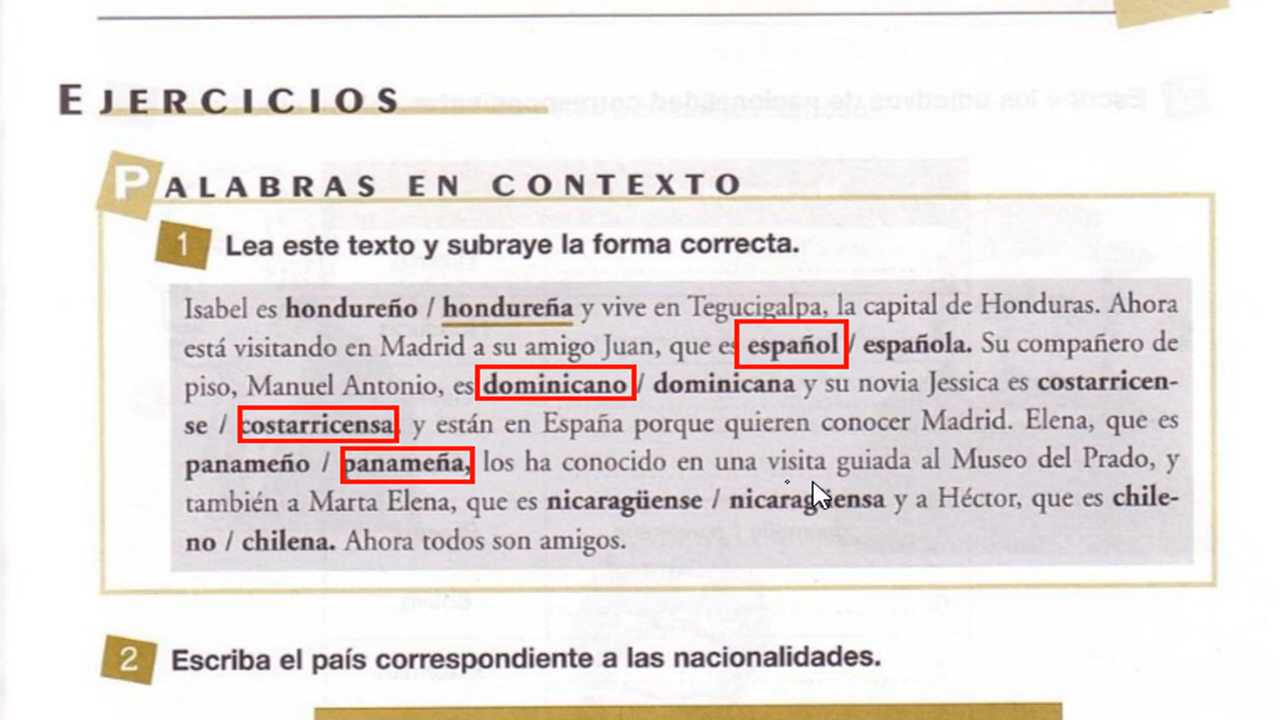 EJERCICIOS
PALABRAS EN CONTEXTO
1 Lea este texto y subraye la forma correcta.
Isabel es hondureño / hondureña y vive en Tegucigalpa, la capital de Honduras. Ahora
está visitando en Madrid a su amigo Juan, que es español / española. Su compañero de
piso, Manuel Antonio, es dominicano / dominicana y su novia Jessica es costarricen-
se / costarricensa, y están en España porque quieren conocer Madrid. Elena, que es
panameño / panameña, los ha conocido en una visita guiada al Museo del Prado, y
también a Marta Elena, que es nicaragüense / nicaragüensa y a Héctor, que es chile-
no / chilena. Ahora todos son amigos.
2 Escriba el país correspondiente a las nacionalidades.